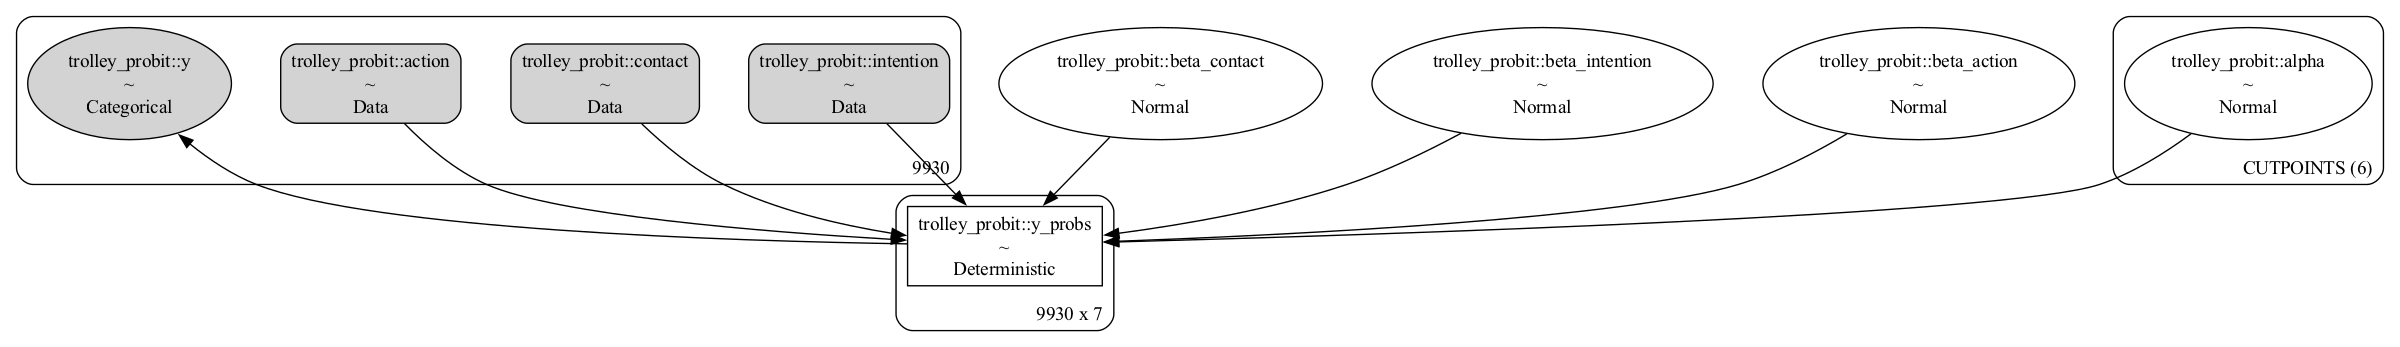 trolley_probit::y
~
Categorical
trolley_probit::action
~
Data
trolley_probit::contact
~
Data
trolley_probit::intention
~
Data
9930
trolley_probit::beta_contact
~
Normal
trolley_probit::beta_intention
~
Normal
trolley_probit::beta_action
~
Normal
trolley_probit::alpha
~
Normal
CUTPOINTS (6)
trolley_probit::y_probs
~
Deterministic
9930 x 7